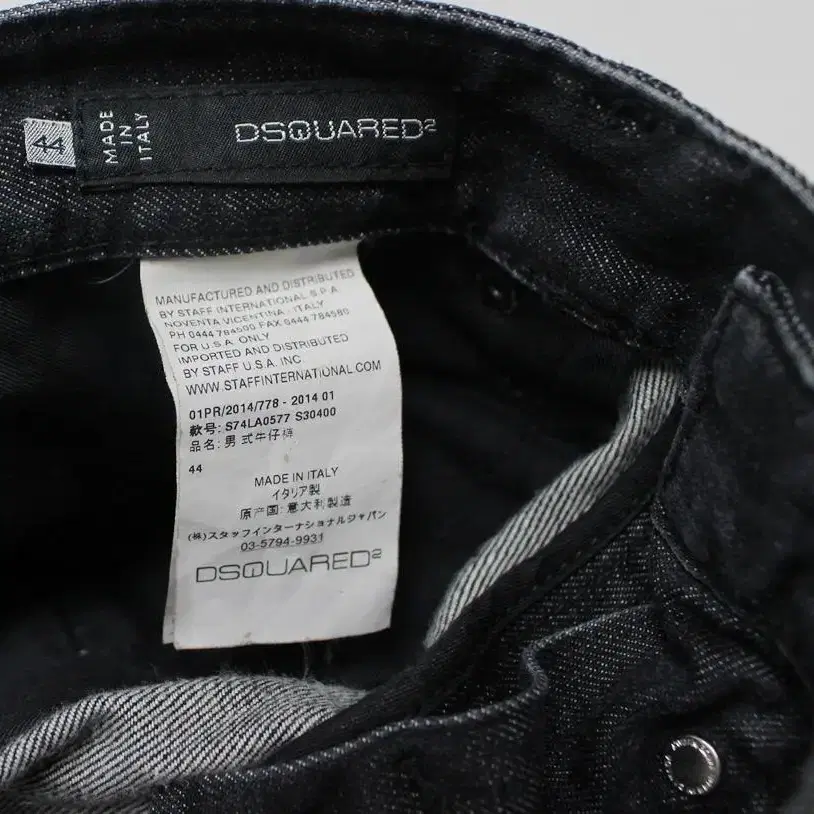 44
MADE
IN
ITALY
DSQUARED²
MANUFACTURED AND DISTRIBUTED
BY STAFF INTERNATIONAL S.P.A.
NOVENTA VICENTINA - ITALY
PH 0444 784500 FAX 0444 784580
FOR U.S.A. ONLY
IMPORTED AND DISTRIBUTED
BY STAFF U.S.A. INC
WWW.STAFFINTERNATIONAL.COM
01PR/2014/778 - 2014 01
款号: S74LA0577 S30400
品名: 男式牛仔裤
44
MADE IN ITALY
イタリア製
原产国: 意大利製造
(株)スタッフインターナショナルジャパン
03-5794-9931
DSQUARED²